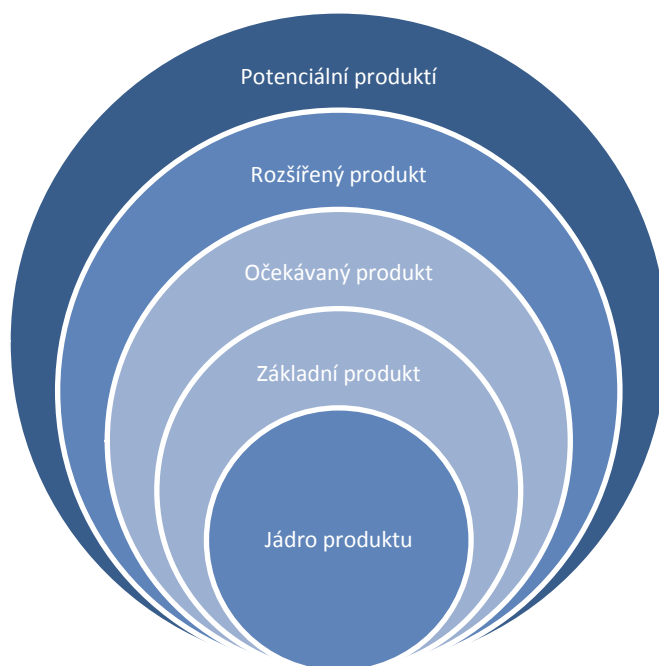 Potenciální produktí
Rozšířený produkt
Očekávaný produkt
Základní produkt
Jádro produktu